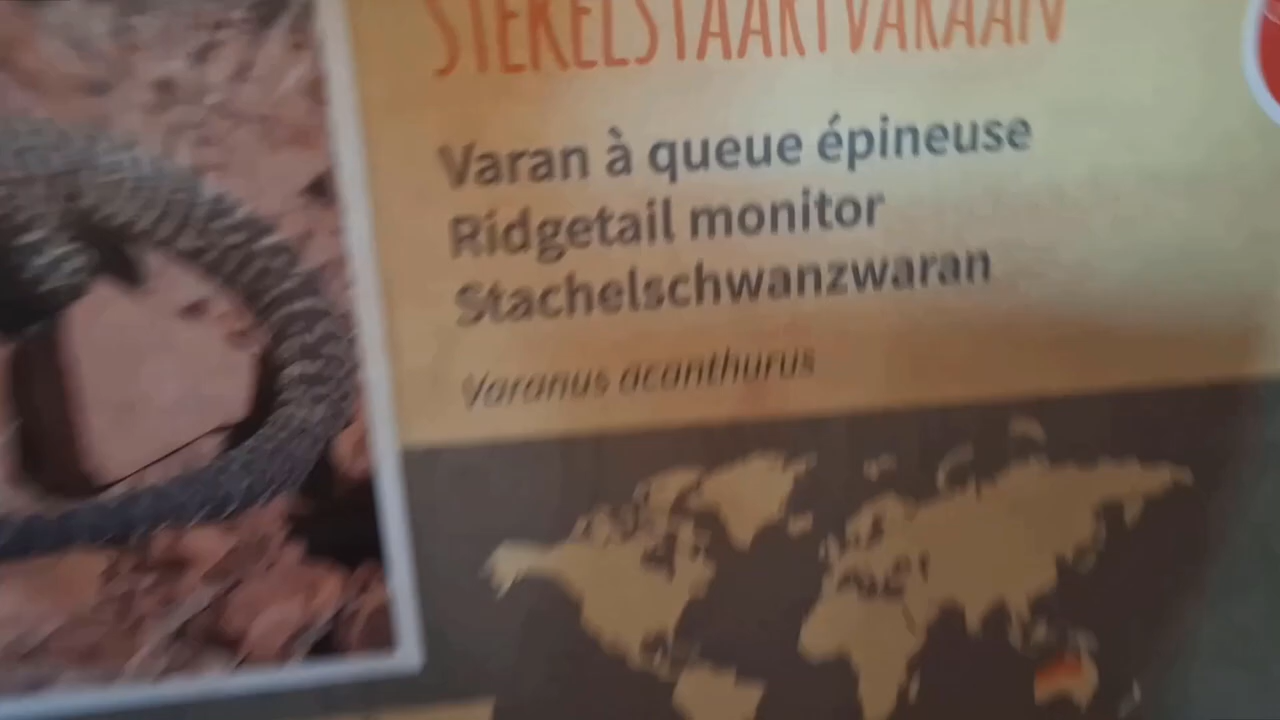 STEKELSTAARTVARAAN
Varan à queue épineuse
Ridgetail monitor
Stachelschwanzwaran
Varanus acanthurus